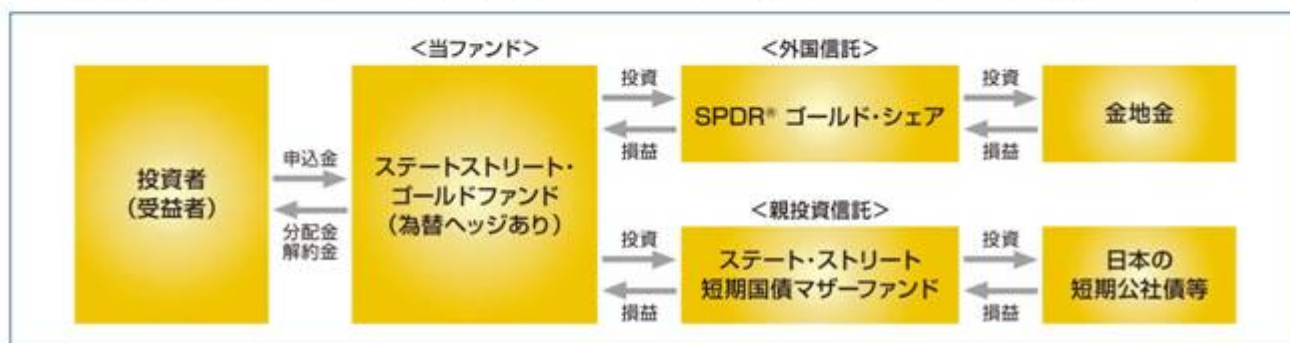 ＜当ファンド＞
＜外国信託＞
投資者
（受益者）
申込金
分配金
解約金
ステートストリート・
ゴールドファンド
（為替ヘッジあり）
投資
損益
SPDR® ゴールド・シェア
投資
損益
金地金
＜親投資信託＞
投資
損益
ステート・ストリート
短期国債マザーファンド
投資
損益
日本の
短期公社債等